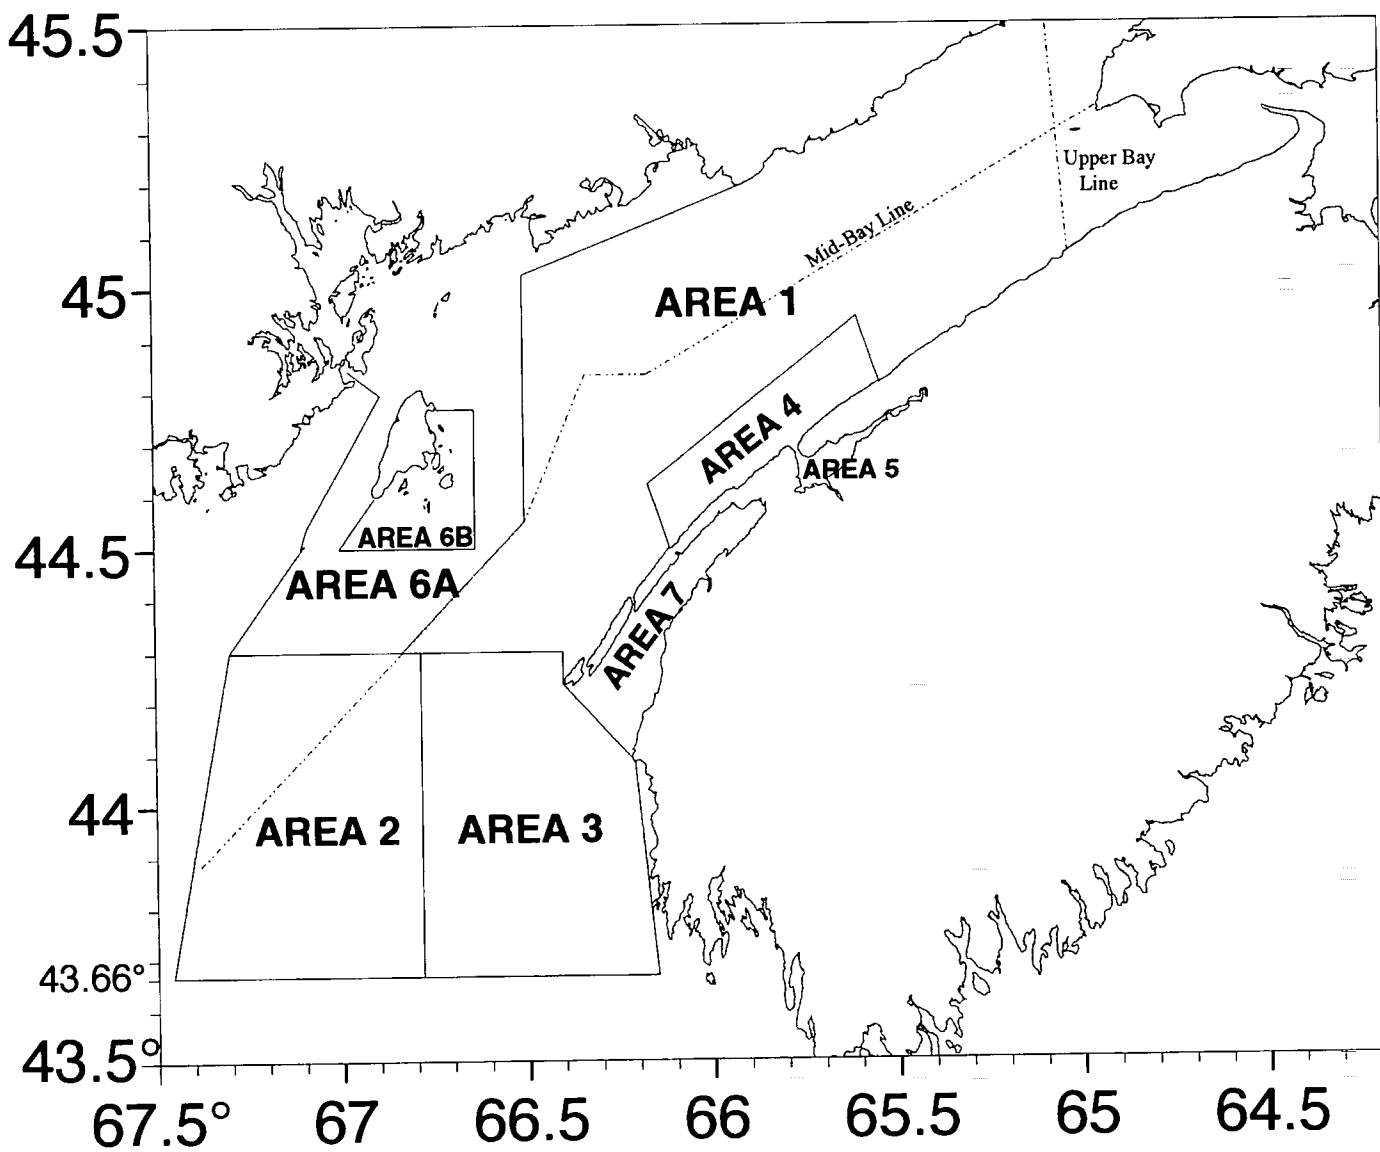 45.5
Upper Bay
Line
Mid-Bay Line
45
AREA 1
AREA 4
AREA 5
AREA 6B
44.5
AREA 6A
AREA 7
44
AREA 2
AREA 3
43.66°
43.5°
67.5° 67 66.5 66 65.5 65 64.5